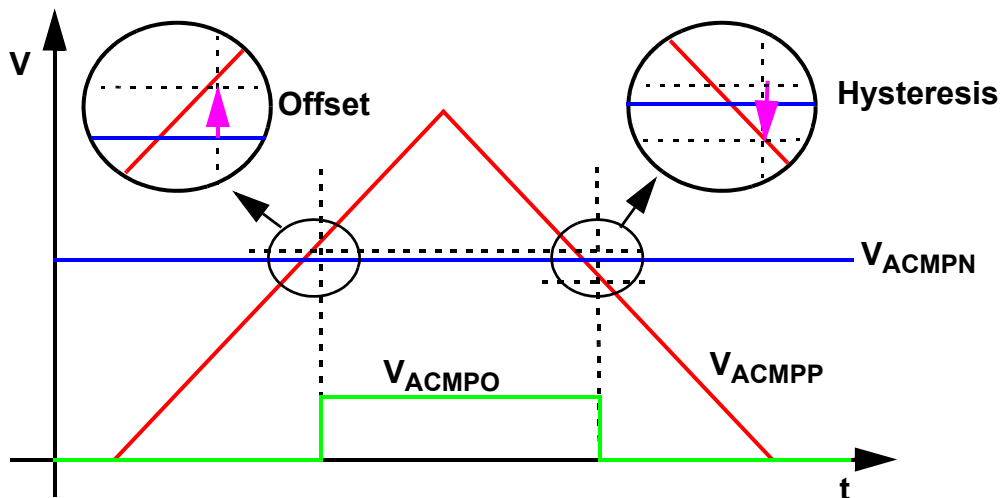 V
Offset
Hysteresis
VACMPN
VACMPO
VACMPP
t